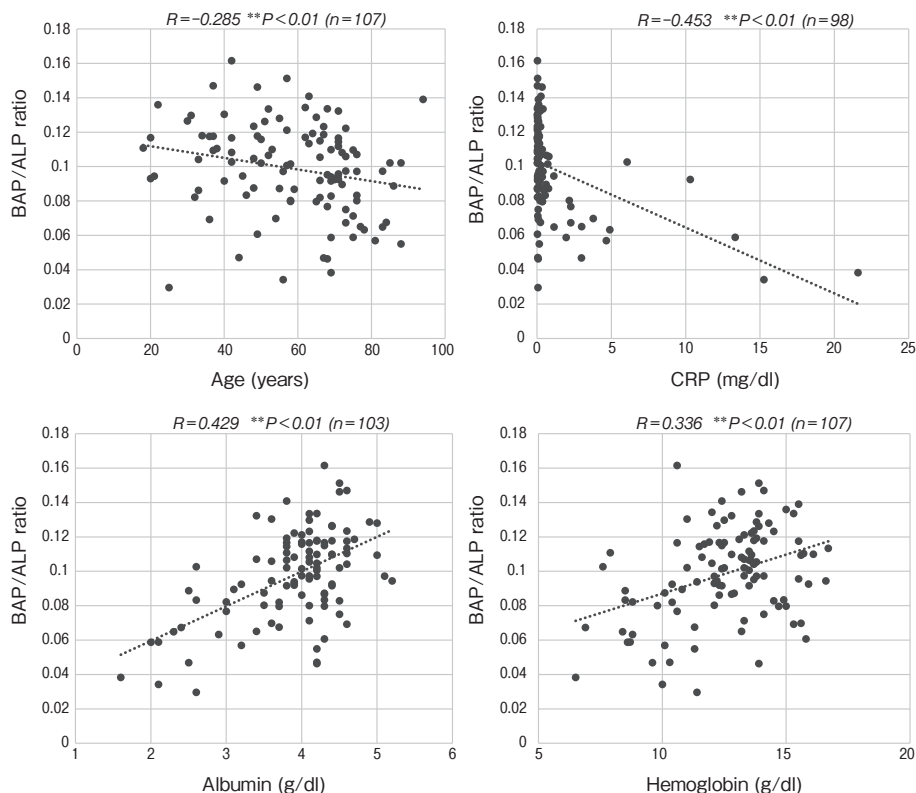 R=−0.285 **P<0.01 (n=107)
0.18
0.16
0.14
0.12
0.1
0.08
0.06
0.04
0.02
0
BAP/ALP ratio
0 20 40 60 80 100
Age (years)
R=−0.453 **P<0.01 (n=98)
0.18
0.16
0.14
0.12
0.1
0.08
0.06
0.04
0.02
0
BAP/ALP ratio
0 5 10 15 20 25
CRP (mg/dl)
R=0.429 **P<0.01 (n=103)
0.18
0.16
0.14
0.12
0.1
0.08
0.06
0.04
0.02
0
BAP/ALP ratio
1 2 3 4 5 6
Albumin (g/dl)
R=0.336 **P<0.01 (n=107)
0.18
0.16
0.14
0.12
0.1
0.08
0.06
0.04
0.02
0
BAP/ALP ratio
5 10 15 20
Hemoglobin (g/dl)